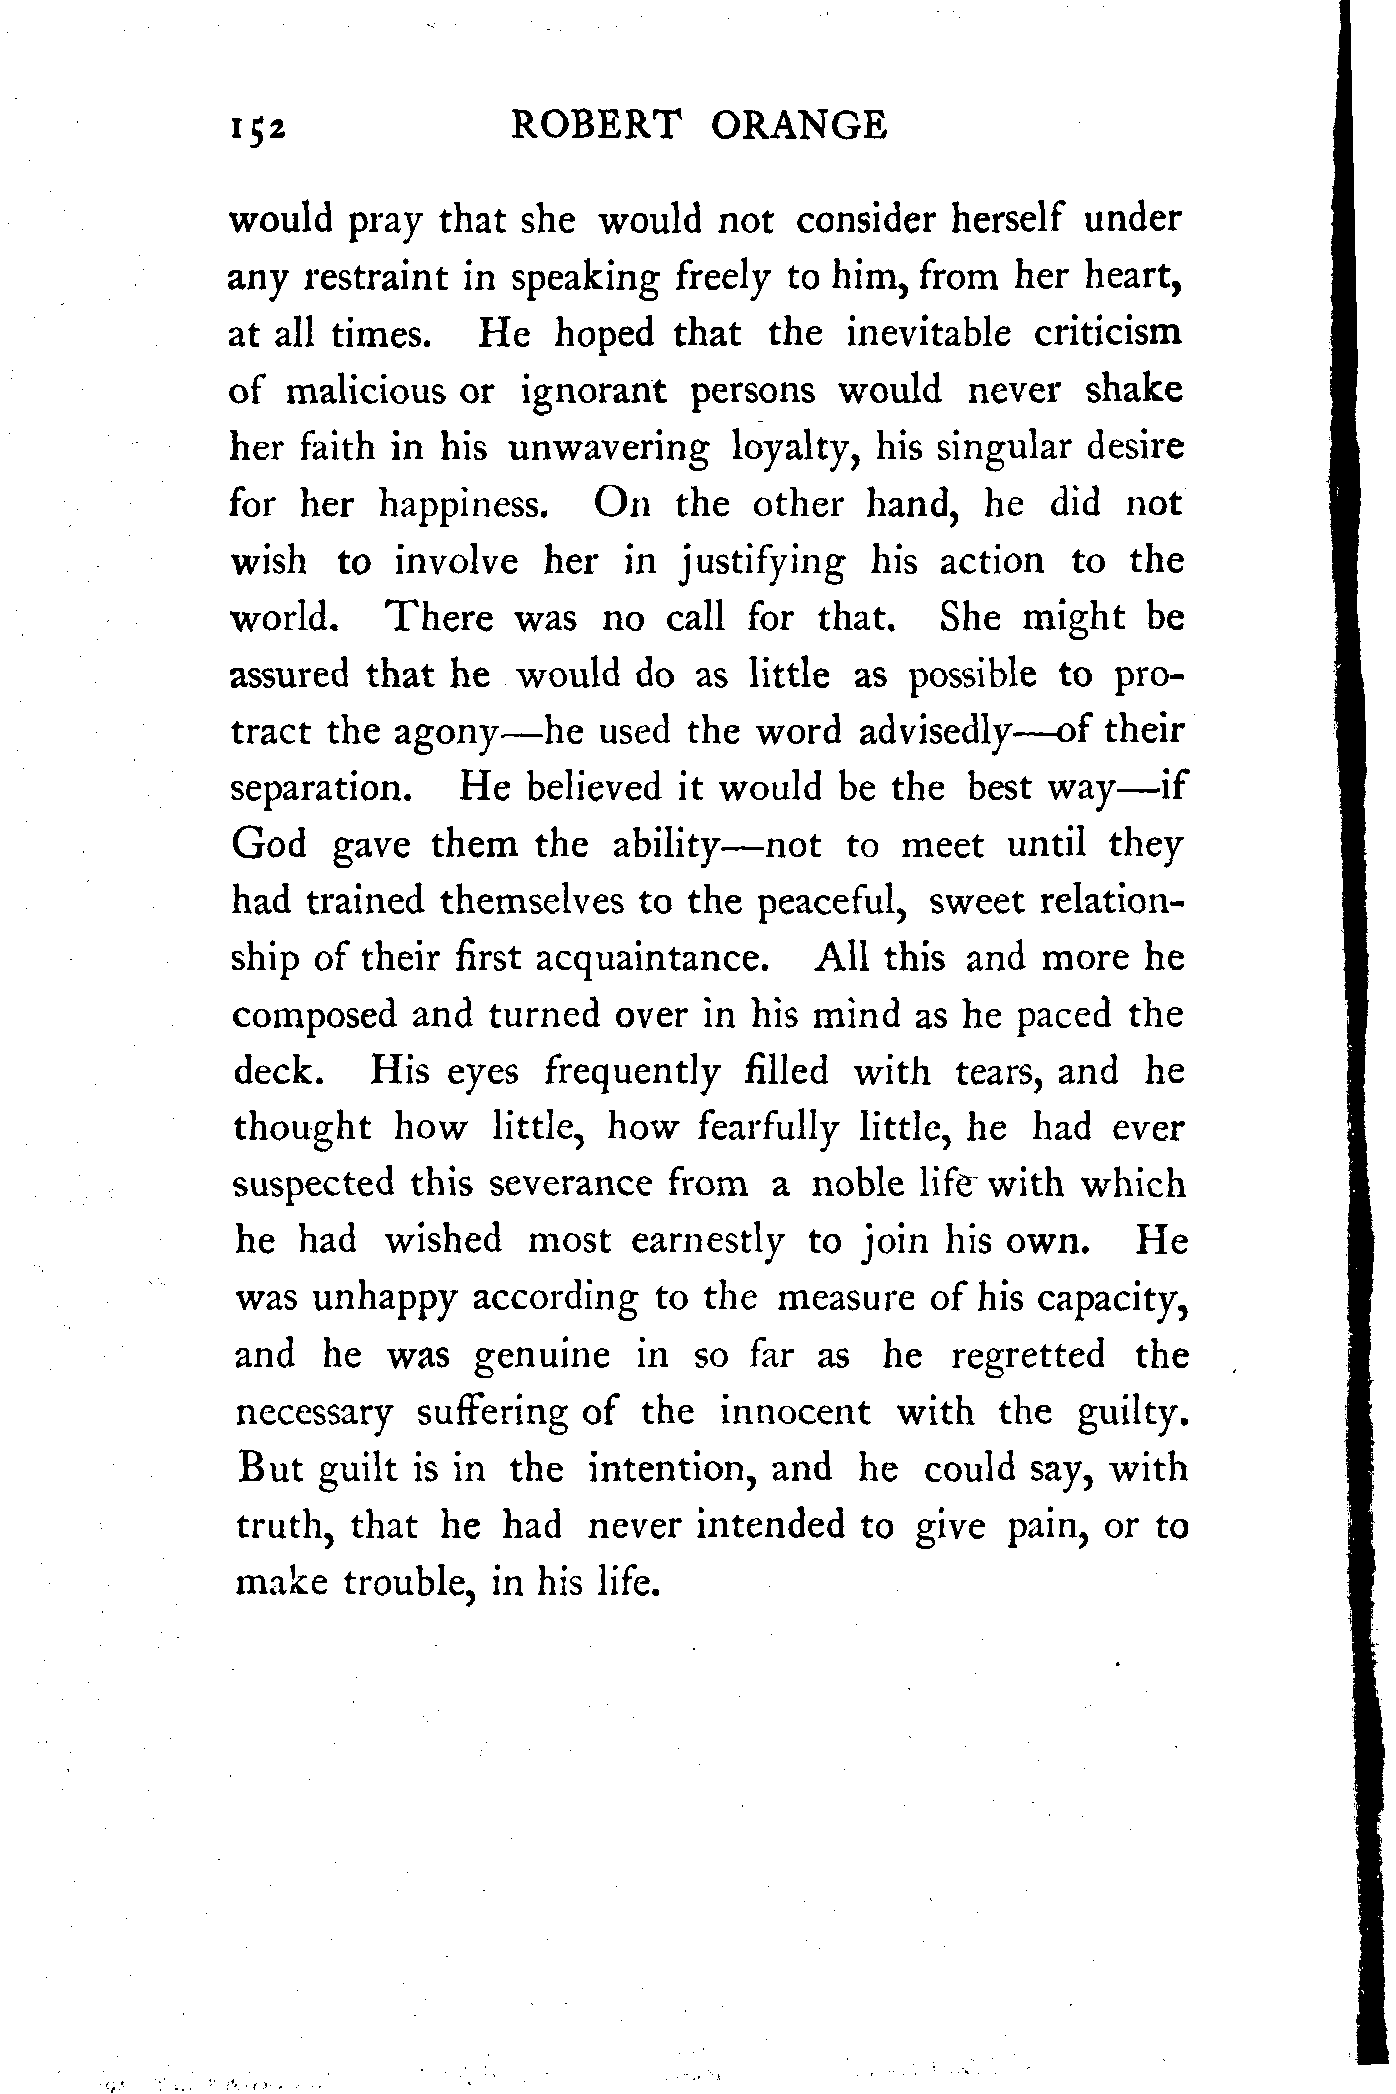 152 ROBERT ORANGE
would pray that she would not consider herself under
any restraint in speaking freely to him, from her heart,
at all times. He hoped that the inevitable criticism
of malicious or ignorant persons would never shake
her faith in his unwavering loyalty, his singular desire
for her happiness. On the other hand, he did not
wish to involve her in justifying his action to the
world. There was no call for that. She might be
assured that he would do as little as possible to pro-
tract the agony—he used the word advisedly—of their
separation. He believed it would be the best way—if
God gave them the ability—not to meet until they
had trained themselves to the peaceful, sweet relation-
ship of their first acquaintance. All this and more he
composed and turned over in his mind as he paced the
deck. His eyes frequently filled with tears, and he
thought how little, how fearfully little, he had ever
suspected this severance from a noble life with which
he had wished most earnestly to join his own. He
was unhappy according to the measure of his capacity,
and he was genuine in so far as he regretted the
necessary suffering of the innocent with the guilty.
But guilt is in the intention, and he could say, with
truth, that he had never intended to give pain, or to
make trouble, in his life.